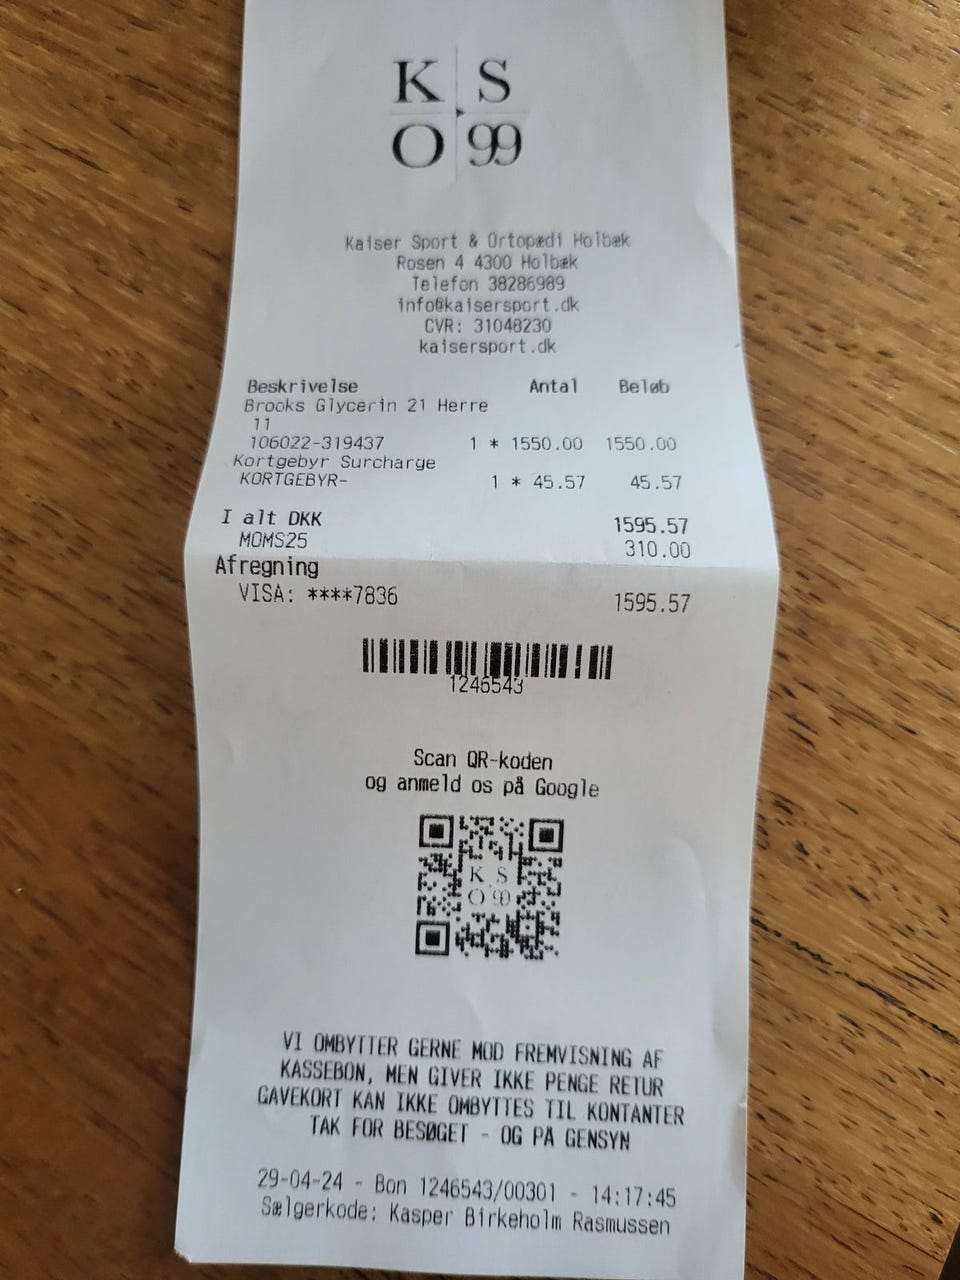 K S
O 99
Kaiser Sport & Ortopædi Holbæk
Rosen 4 4300 Holbæk
Telefon 38286989
info@kaisersport.dk
CVR: 31048230
kaisersport.dk
Beskrivelse Antal Beløb
Brooks Glycerin 21 Herre
11
106022-319437 1 * 1550.00 1550.00
Kortgebyr Surcharge
KORTGEBYR- 1 * 45.57 45.57
I alt DKK 1595.57
MOMS25 310.00
Afregning
VISA: ****7836 1595.57
1246543
Scan QR-koden
og anmeld os på Google
K S
O 99
VI OMBYTTER GERNE MOD FREMVISNING AF
KASSEBON, MEN GIVER IKKE PENGE RETUR
GAVEKORT KAN IKKE OMBYTTES TIL KONTANTER
TAK FOR BESØGET - OG PÅ GENSYN
29-04-24 - Bon 1246543/00301 - 14:17:45
Sælgerkode: Kasper Birkeholm Rasmussen